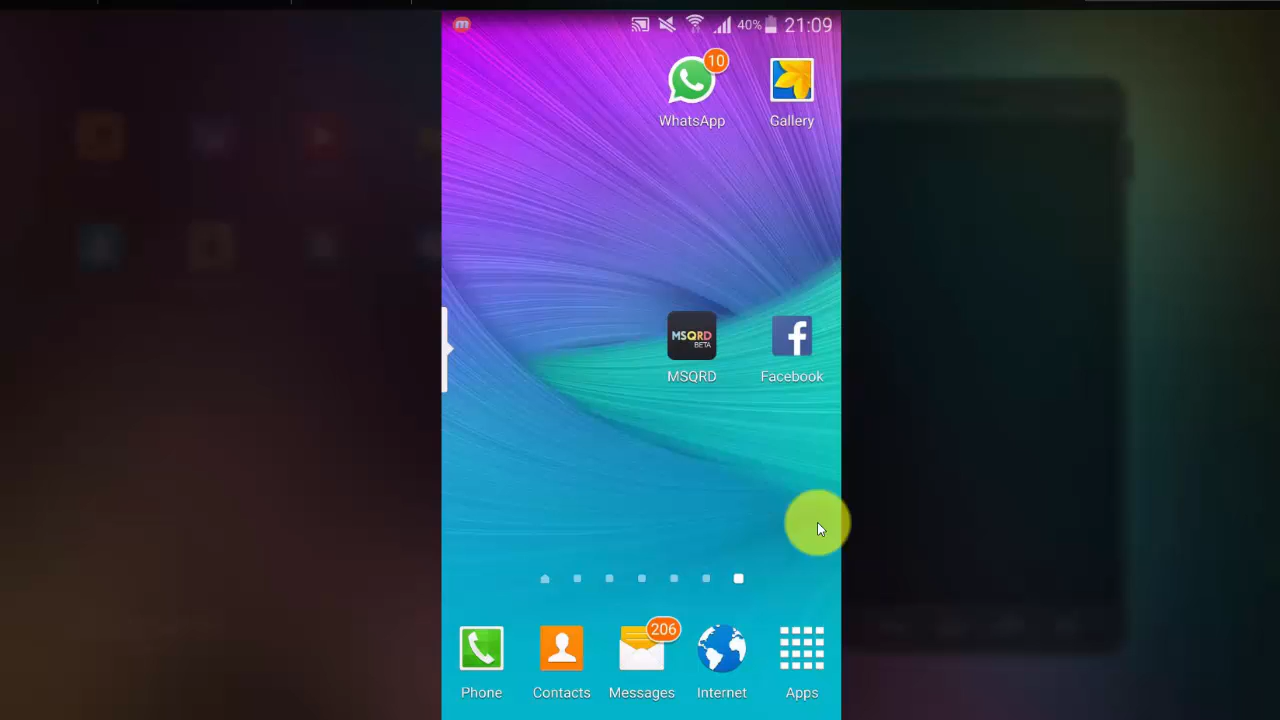 40% 21:09
10
WhatsApp Gallery
MSQRD
BETA
MSQRD Facebook
206
Phone Contacts Messages Internet Apps